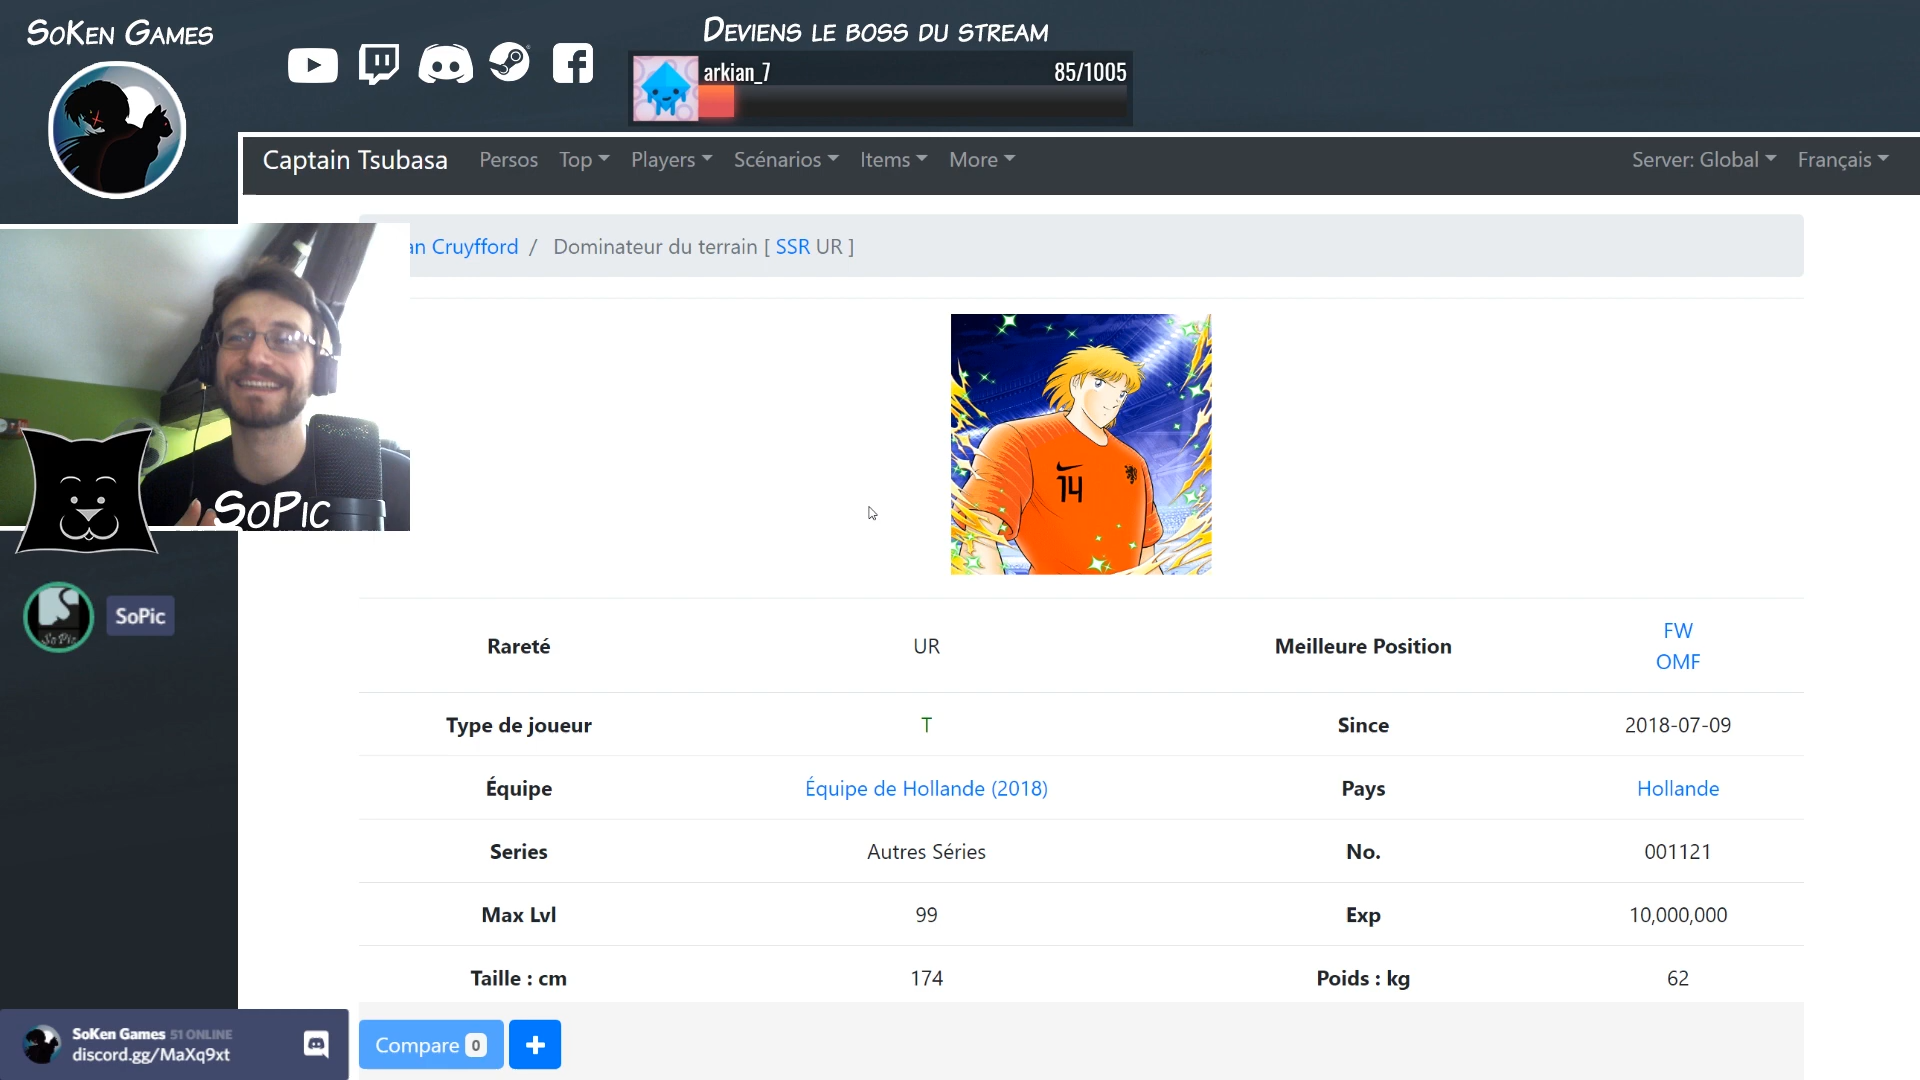 SoKen Games
Deviens le boss du stream
arkian_7
85/1005
Captain Tsubasa
Persos
Top
Players
Scénarios
Items
More
Server: Global
Français
an Cruyfford / Dominateur du terrain [ SSR UR ]
14
SoPic
SoPic
SoPic
Rareté
UR
Meilleure Position
FW
OMF
Type de joueur
T
Since
2018-07-09
Équipe
Équipe de Hollande (2018)
Pays
Hollande
Series
Autres Séries
No.
001121
Max Lvl
99
Exp
10,000,000
Taille : cm
174
Poids : kg
62
SoKen Games 51 ONLINE
discord.gg/MaXq9xt
Compare 0
+